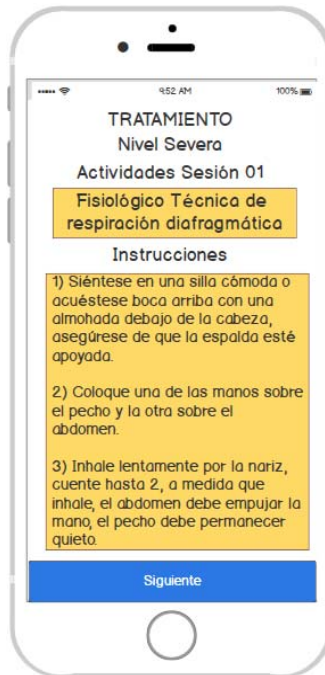 9:52 AM
100%
TRATAMIENTO
Nivel Severa
Actividades Sesión 01
Fisiológico Técnica de
respiración diafragmática
Instrucciones
1) Siéntese en una silla cómoda o
acuéstese boca arriba con una
almohada debajo de la cabeza,
asegúrese de que la espalda esté
apoyada.
2) Coloque una de las manos sobre
el pecho y la otra sobre el
abdomen.
3) Inhale lentamente por la nariz,
cuente hasta 2, a medida que
inhale, el abdomen debe empujar la
mano, el pecho debe permanecer
quieto.
Siguiente